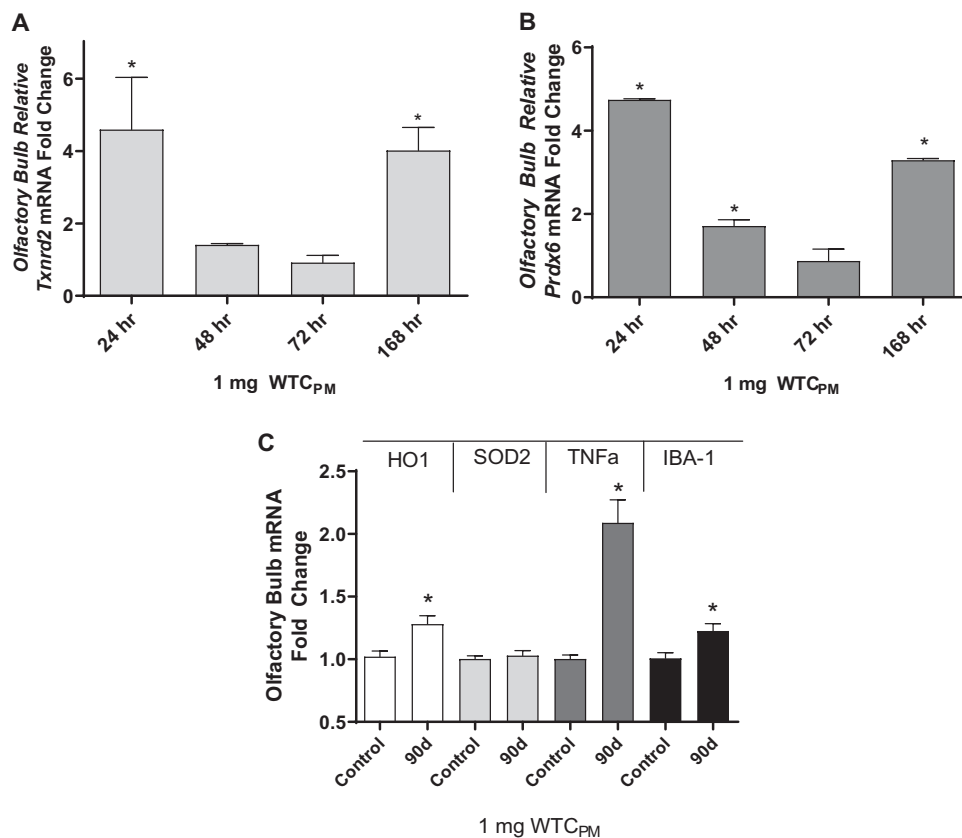 A
Olfactory Bulb Relative
Txnrd2 mRNA Fold Change
6
4
2
0
*
*
24 hr
48 hr
72 hr
168 hr
1 mg WTCPM
B
Olfactory Bulb Relative
Prdx6 mRNA Fold Change
6
4
2
0
*
*
*
24 hr
48 hr
72 hr
168 hr
1 mg WTCPM
C
HO1 SOD2 TNFa IBA-1
Olfactory Bulb mRNA
Fold Change
2.5
2.0
1.5
1.0
0.5
*
*
*
Control
90d
Control
90d
Control
90d
Control
90d
1 mg WTCPM